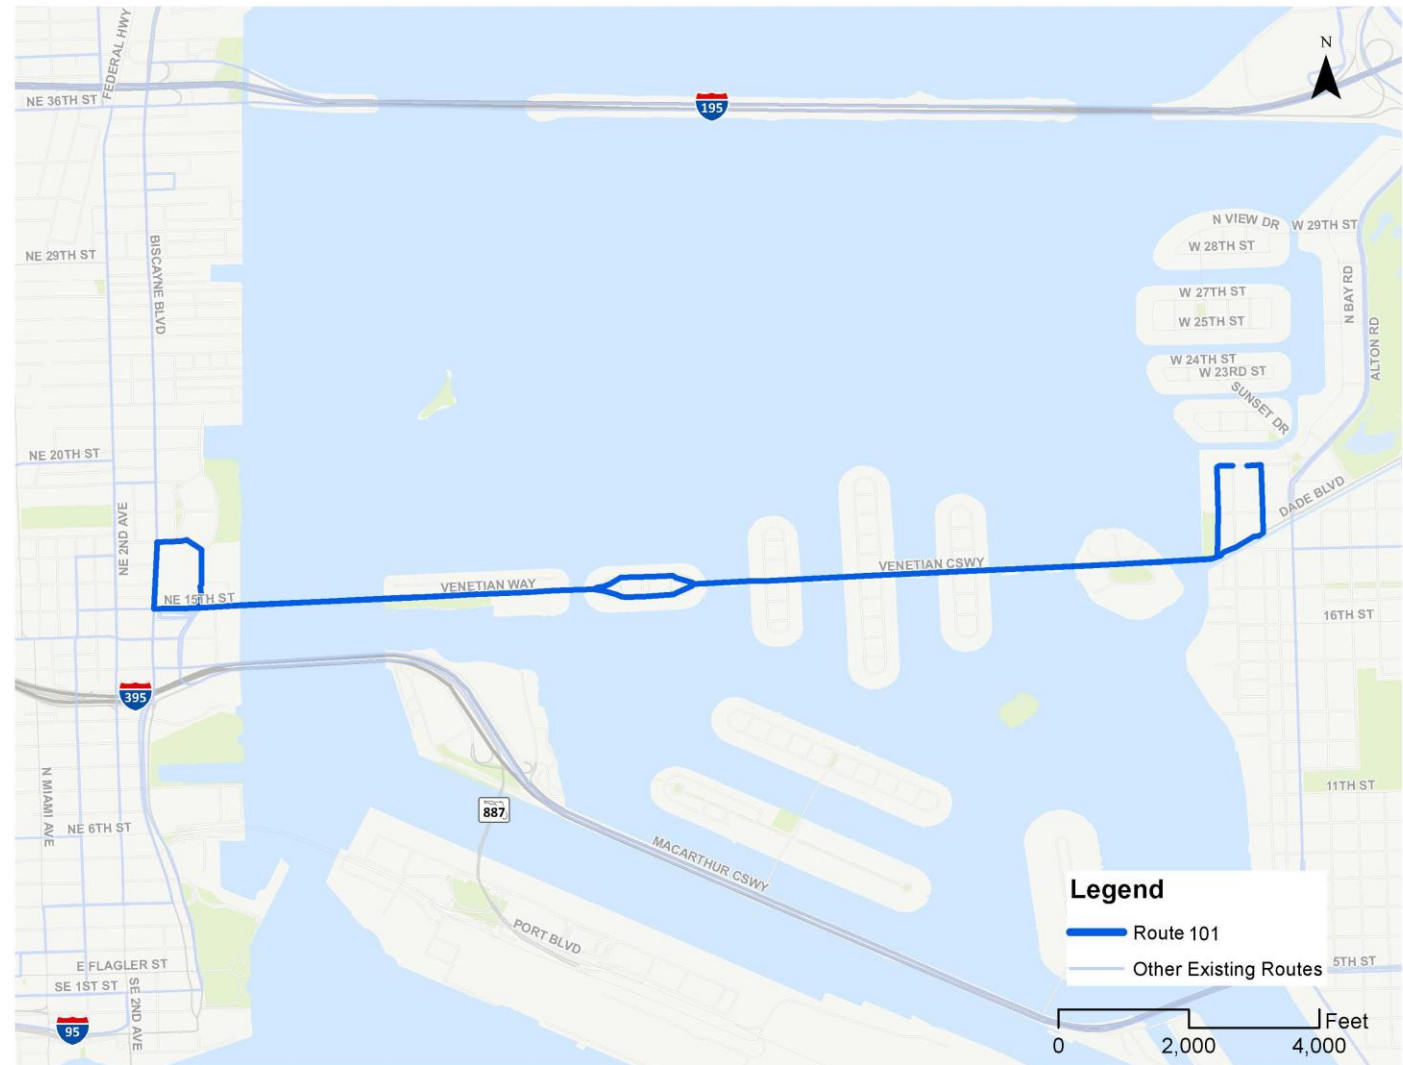 N
FEDERAL HWY
NE 36TH ST
195
N VIEW DR
W 29TH ST
W 28TH ST
NE 29TH ST
BISCAYNE BLVD
W 27TH ST
N BAY RD
W 25TH ST
ALTON RD
W 24TH ST
W 23RD ST
SUNSET DR
NE 20TH ST
DADE BLVD
NE 2ND AVE
VENETIAN CSWY
VENETIAN WAY
NE 15TH ST
16TH ST
395
11TH ST
N MIAMI AVE
887
NE 6TH ST
MACARTHUR CSWY
Legend
PORT BLVD
Route 101
E FLAGLER ST
5TH ST
Other Existing Routes
SE 1ST ST
SE 2ND AVE
95
Feet
0 2,000 4,000